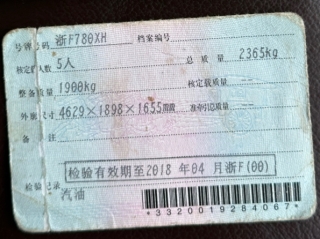 号牌号码 浙F780XH 档案编号
核定载人数 5人 总质量 2365kg
整备质量 1900kg 核定载质量 --
外廓尺寸 4629×1898×1655mm 准牵引总质量 --
备注
检验有效期至2018年04月浙F(00)
检验记录
汽油
*3320019284067*